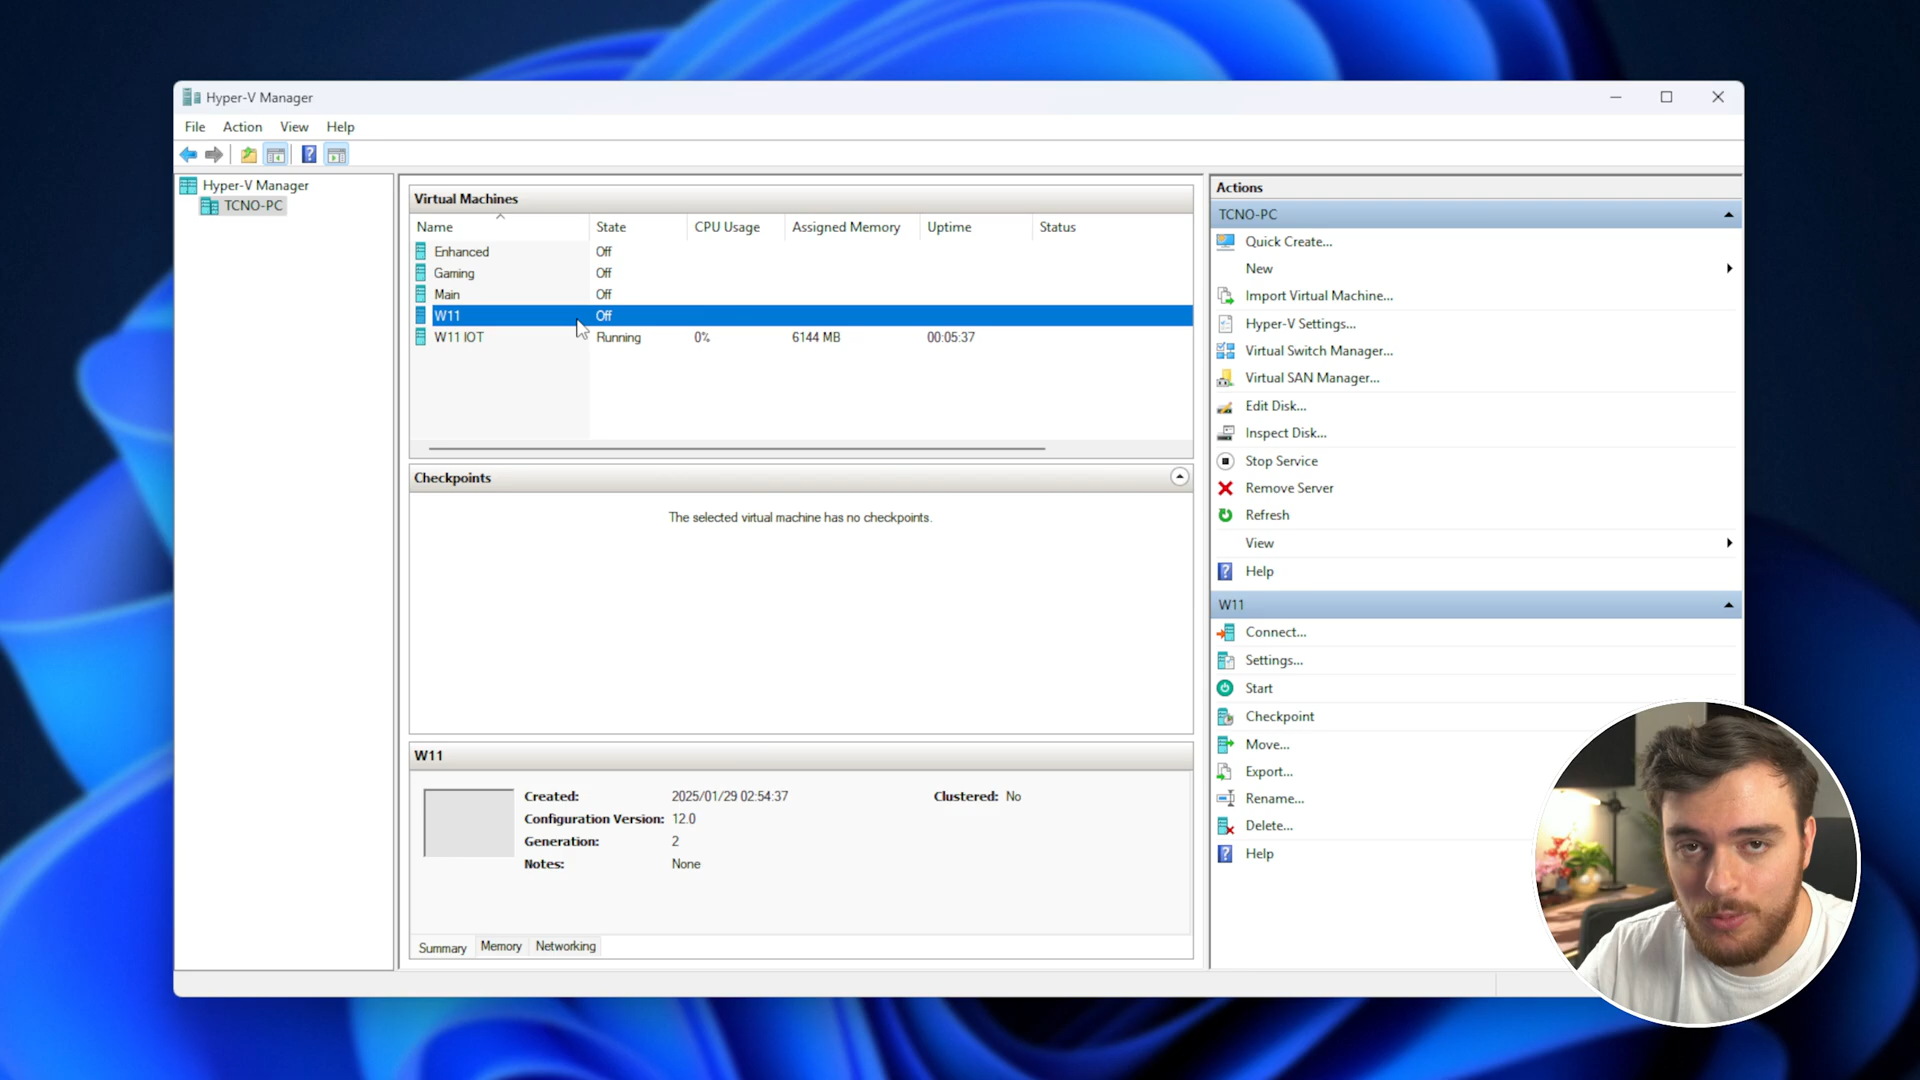 Hyper-V Manager
File Action View Help
Hyper-V Manager
TCNO-PC
Virtual Machines
Name State CPU Usage Assigned Memory Uptime Status
Enhanced Off
Gaming Off
Main Off
W11 Off
W11 IOT Running 0% 6144 MB 00:05:37
Checkpoints
The selected virtual machine has no checkpoints.
W11
Created: 2025/01/29 02:54:37 Clustered: No
Configuration Version: 12.0
Generation: 2
Notes: None
Summary Memory Networking
Actions
TCNO-PC
Quick Create...
New
Import Virtual Machine...
Hyper-V Settings...
Virtual Switch Manager...
Virtual SAN Manager...
Edit Disk...
Inspect Disk...
Stop Service
Remove Server
Refresh
View
Help
W11
Connect...
Settings...
Start
Checkpoint
Move...
Export...
Rename...
Delete...
Help